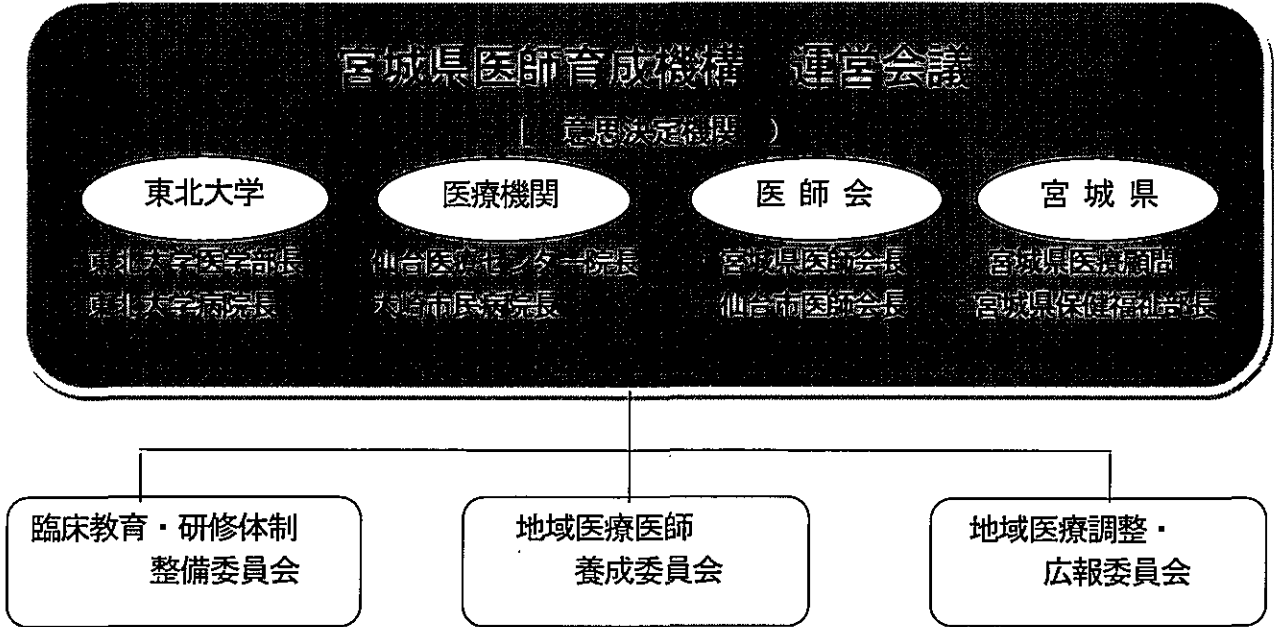 宮城県医師育成機構 運営会議
( 意思決定機関 )
東北大学 医療機関 医師会 宮城県
東北大学医学部長 仙台医療センター院長 宮城県医師会長 宮城県医療顧問
東北大学病院長 大崎市民病院長 仙台市医師会長 宮城県保健福祉部長
臨床教育・研修体制
整備委員会
地域医療医師
養成委員会
地域医療調整・
広報委員会